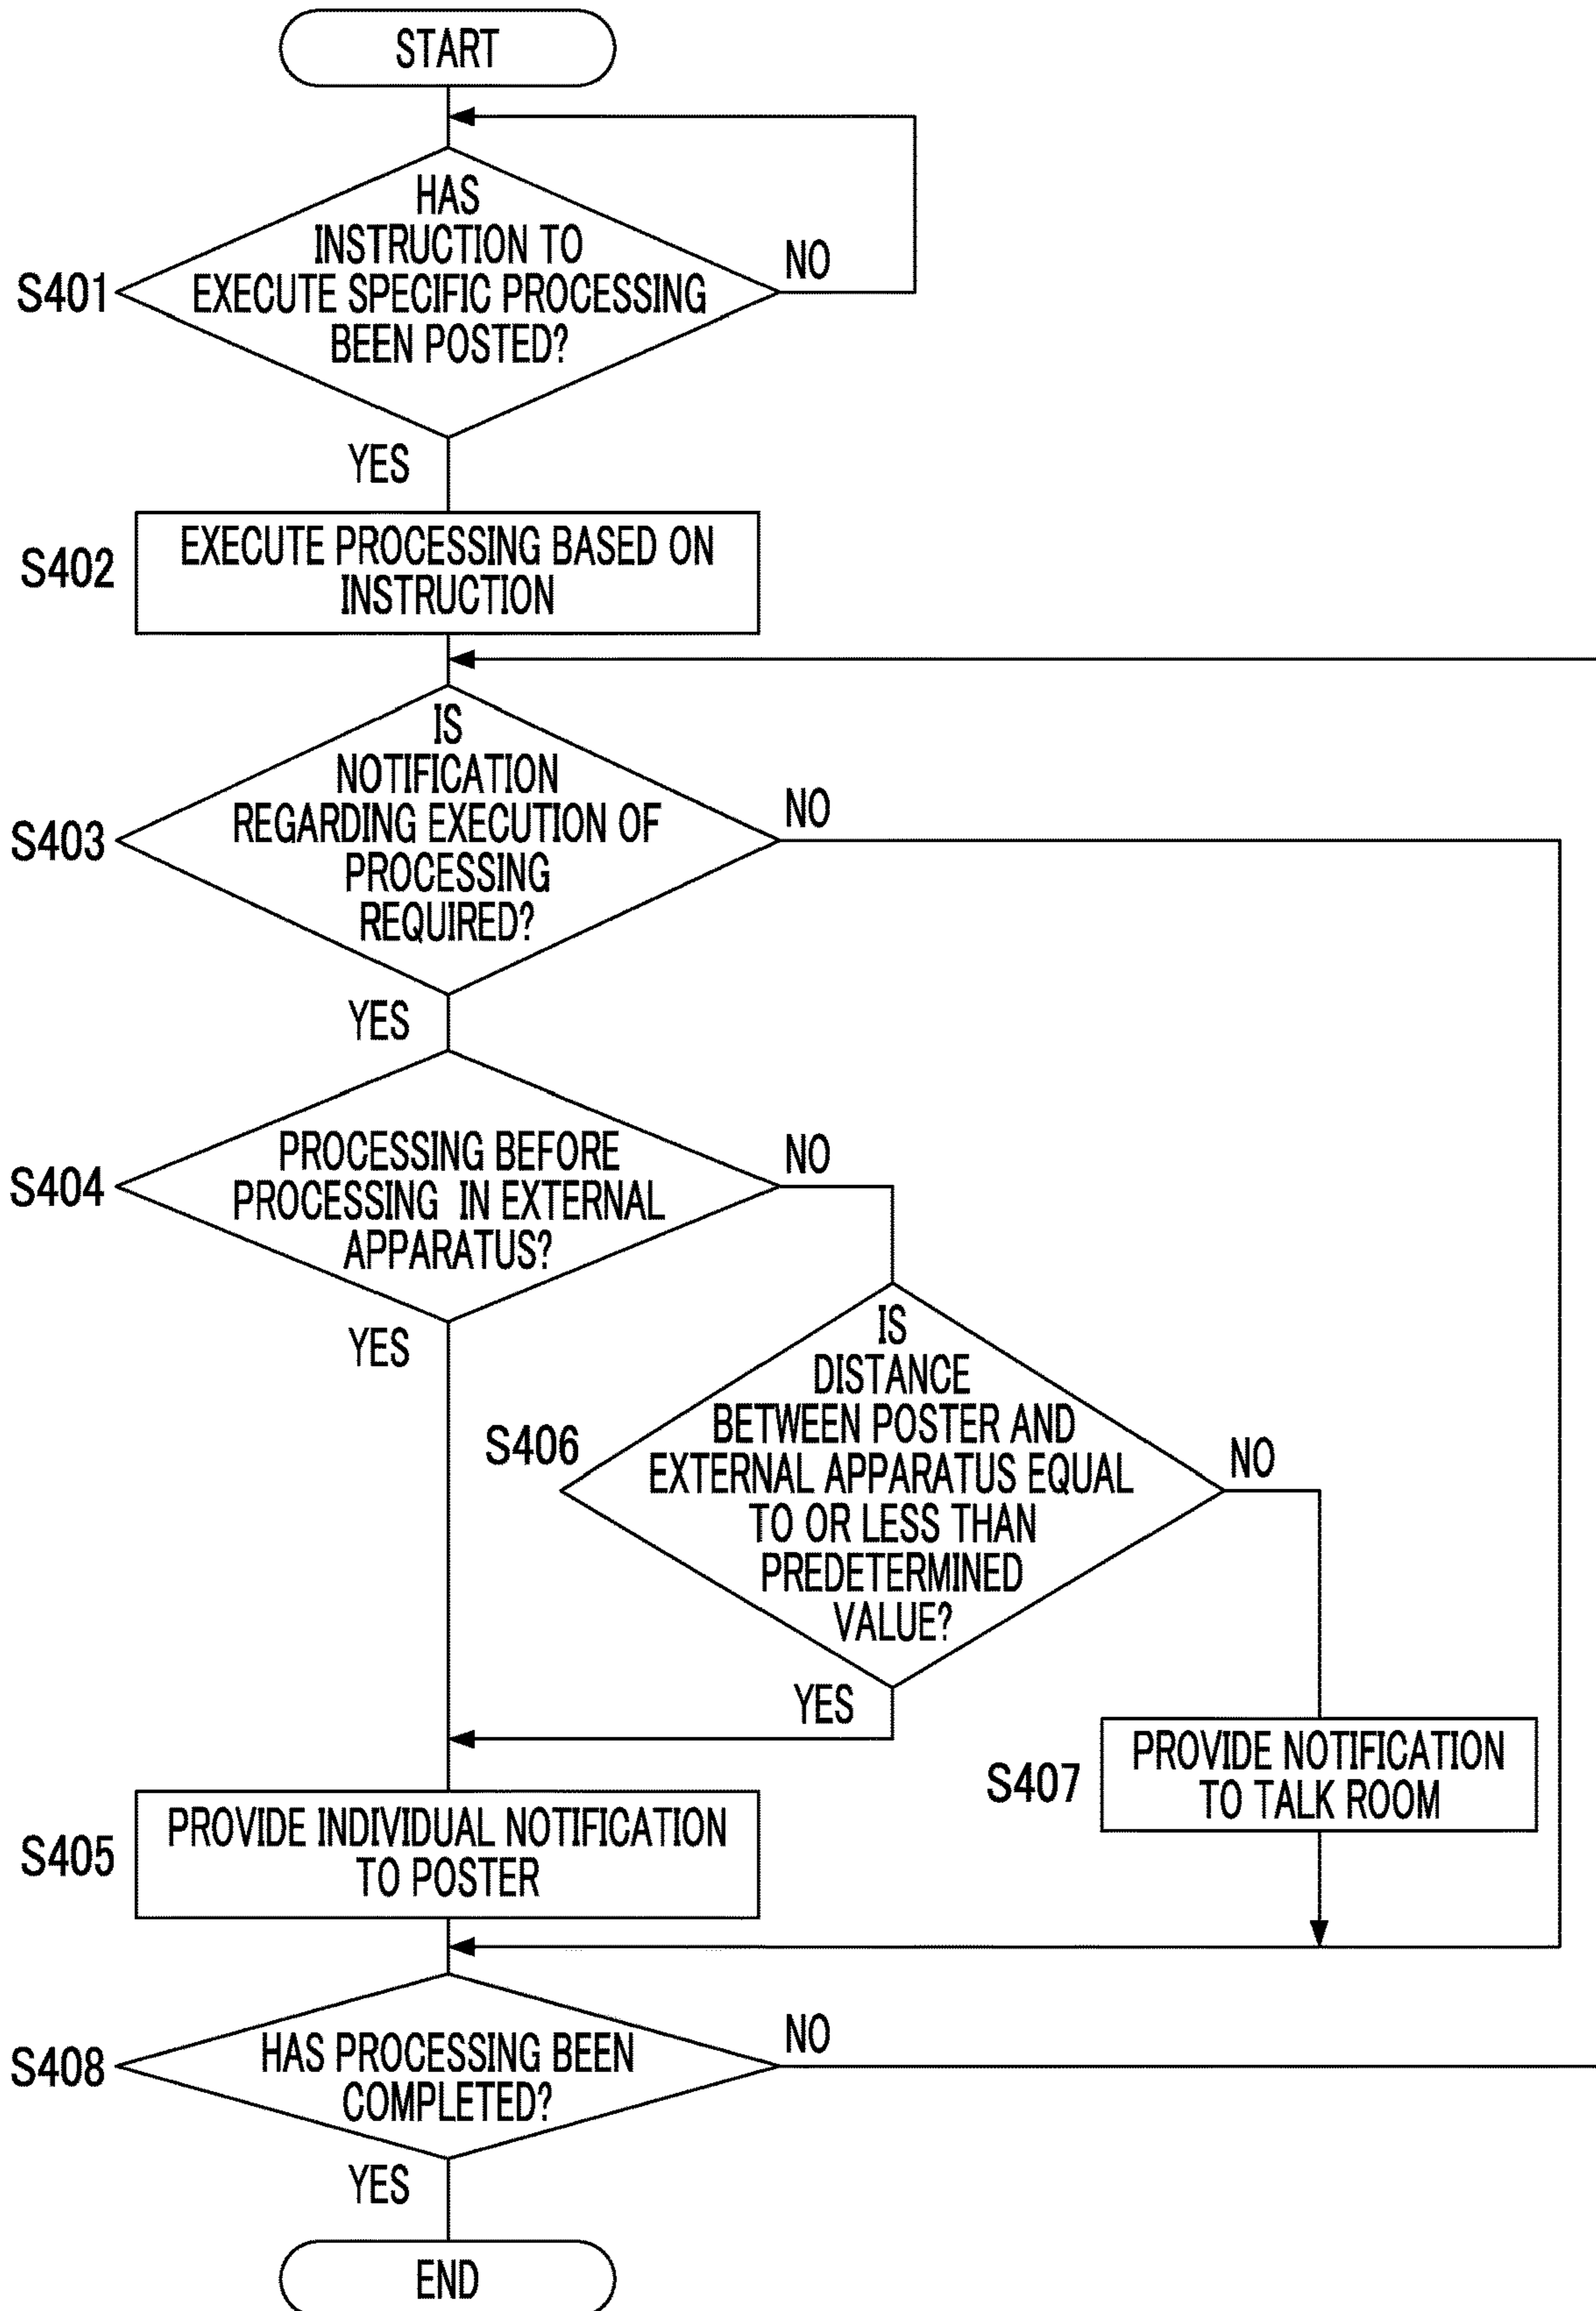 START
HAS
INSTRUCTION TO
EXECUTE SPECIFIC PROCESSING
BEEN POSTED?
S401
NO
YES
S402
EXECUTE PROCESSING BASED ON
INSTRUCTION
IS
NOTIFICATION
REGARDING EXECUTION OF
PROCESSING
REQUIRED?
S403
NO
YES
S404
PROCESSING BEFORE
PROCESSING IN EXTERNAL
APPARATUS?
NO
YES
IS
DISTANCE
BETWEEN POSTER AND
EXTERNAL APPARATUS EQUAL
TO OR LESS THAN
PREDETERMINED
VALUE?
S406
NO
YES
S407
PROVIDE NOTIFICATION
TO TALK ROOM
S405
PROVIDE INDIVIDUAL NOTIFICATION
TO POSTER
S408
HAS PROCESSING BEEN
COMPLETED?
NO
YES
END